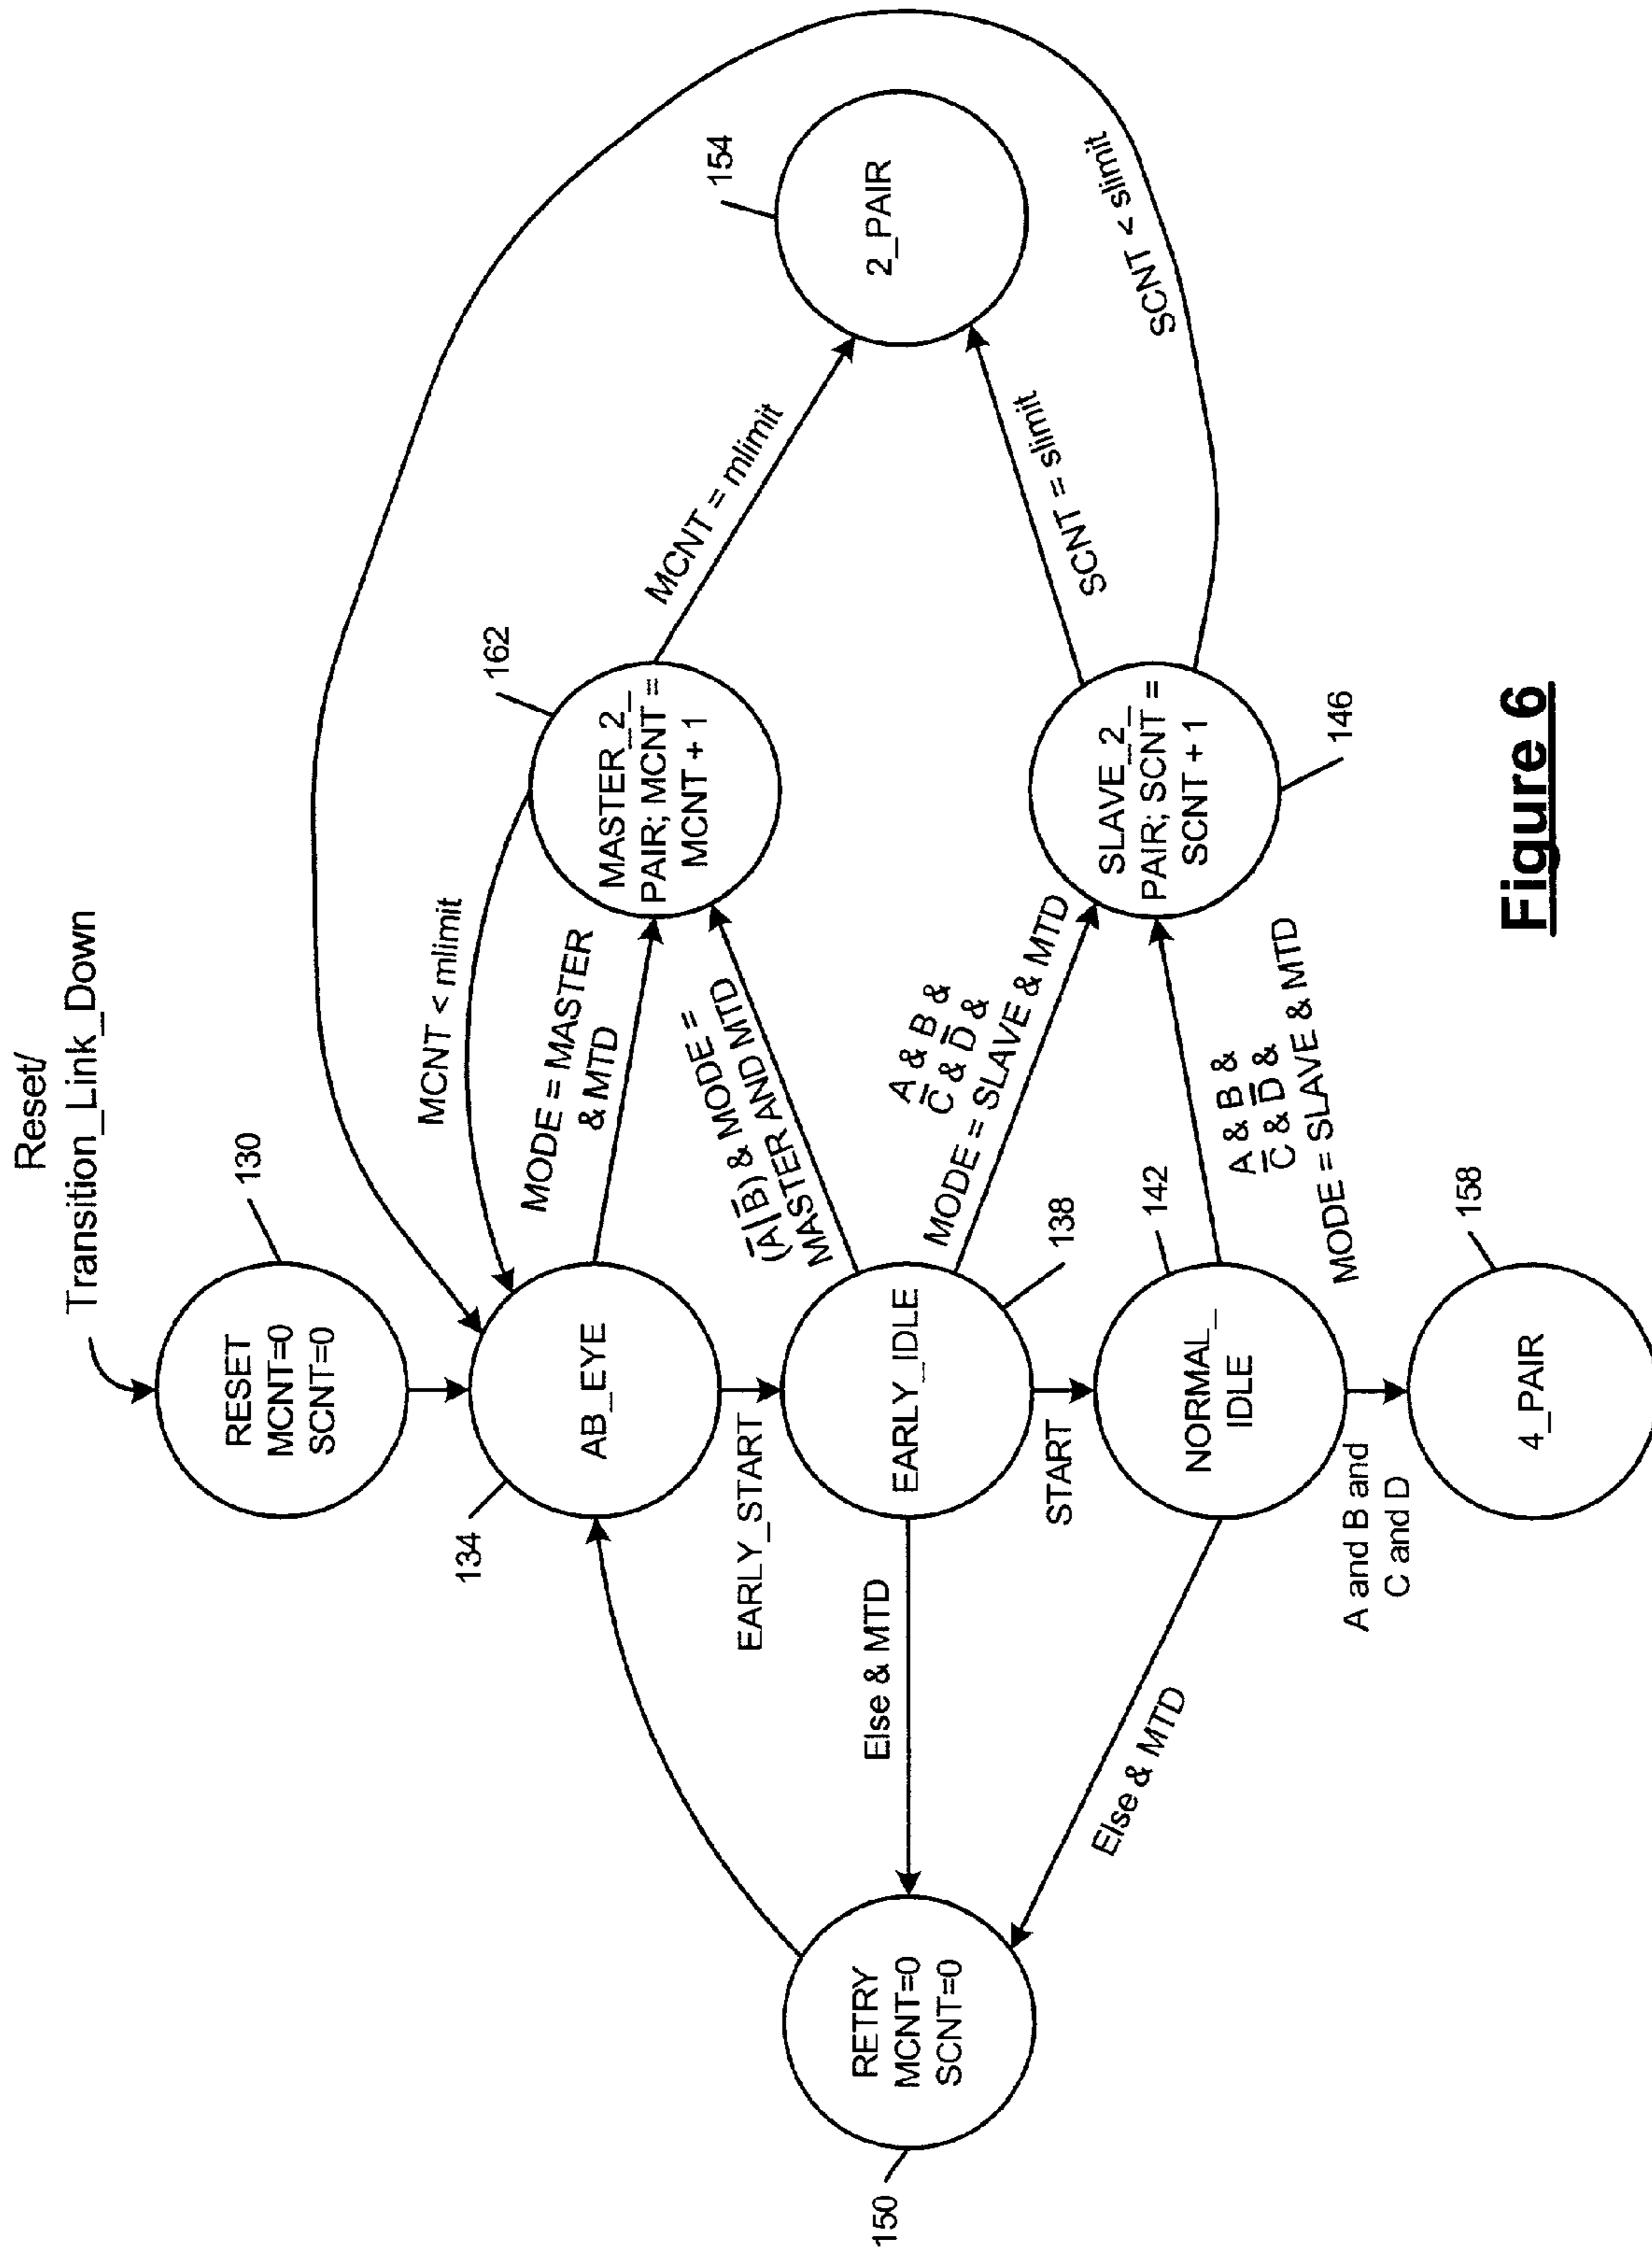 Reset/
Transition_Link_Down
130
RESET
MCNT=0
SCNT=0
134
AB_EYE
MCNT < mlimit
MODE = MASTER
& MTD
162
MASTER_2_
PAIR; MCNT =
MCNT + 1
MCNT = mlimit
154
2_PAIR
EARLY_START
(A̅|B̅) & MODE =
MASTER AND MTD
150
RETRY
MCNT=0
SCNT=0
Else & MTD
EARLY_IDLE
138
A & B &
C̅ & D̅ &
MODE = SLAVE & MTD
SCNT = slimit
SCNT < slimit
START
142
NORMAL_
IDLE
SLAVE_2_
PAIR; SCNT =
SCNT + 1
146
Else & MTD
A & B &
C̅ & D̅ &
MODE = SLAVE & MTD
A and B and
C and D
158
4_PAIR
Figure 6